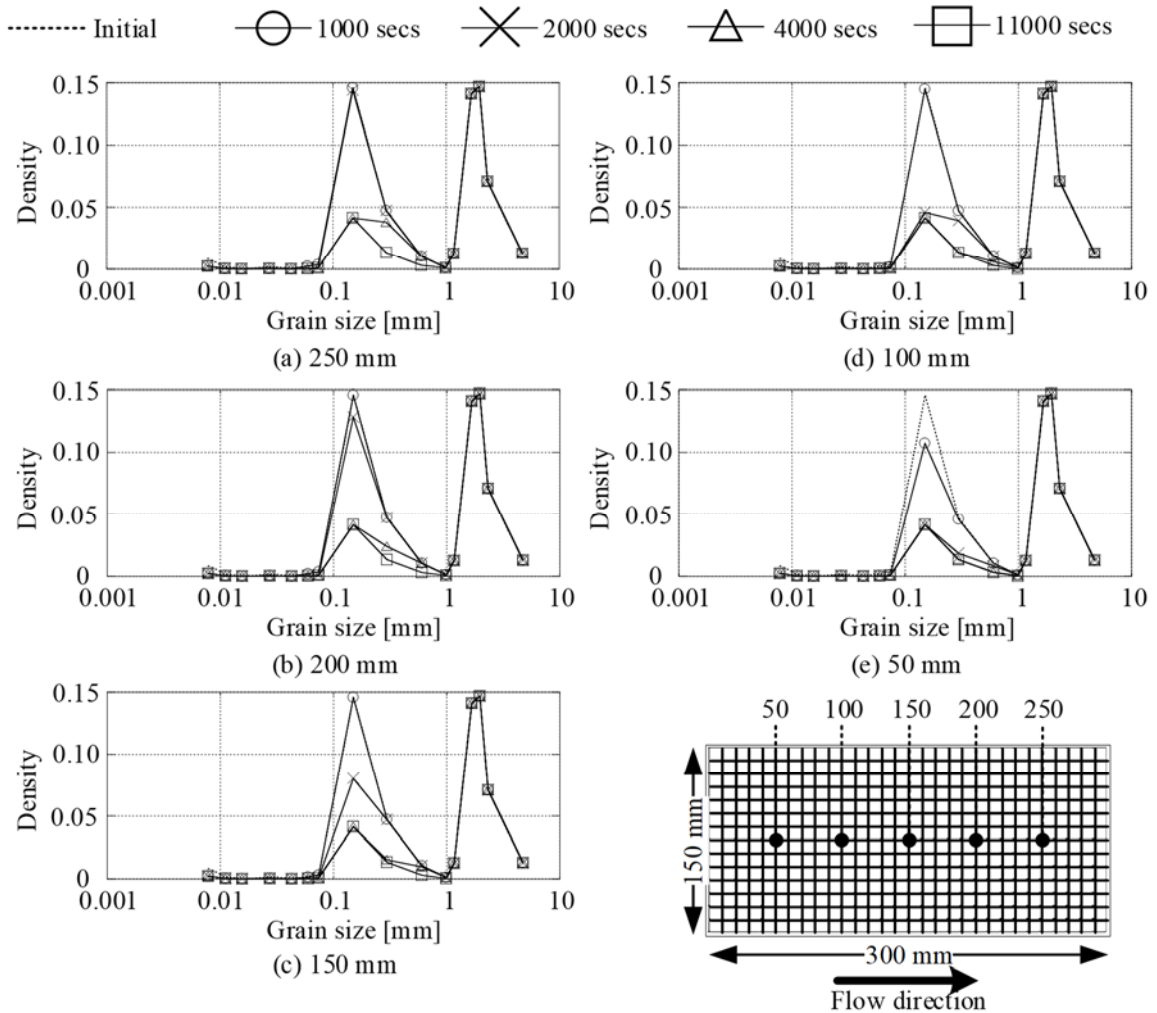 Initial 1000 secs 2000 secs 4000 secs 11000 secs
0.15
0.10
0.05
0
Density
0.001 0.01 0.1 1 10
Grain size [mm]
(a) 250 mm
0.15
0.10
0.05
0
Density
0.001 0.01 0.1 1 10
Grain size [mm]
(d) 100 mm
0.15
0.10
0.05
0
Density
0.001 0.01 0.1 1 10
Grain size [mm]
(b) 200 mm
0.15
0.10
0.05
0
Density
0.001 0.01 0.1 1 10
Grain size [mm]
(e) 50 mm
0.15
0.10
0.05
0
Density
0.001 0.01 0.1 1 10
Grain size [mm]
(c) 150 mm
50 100 150 200 250
150 mm
300 mm
Flow direction